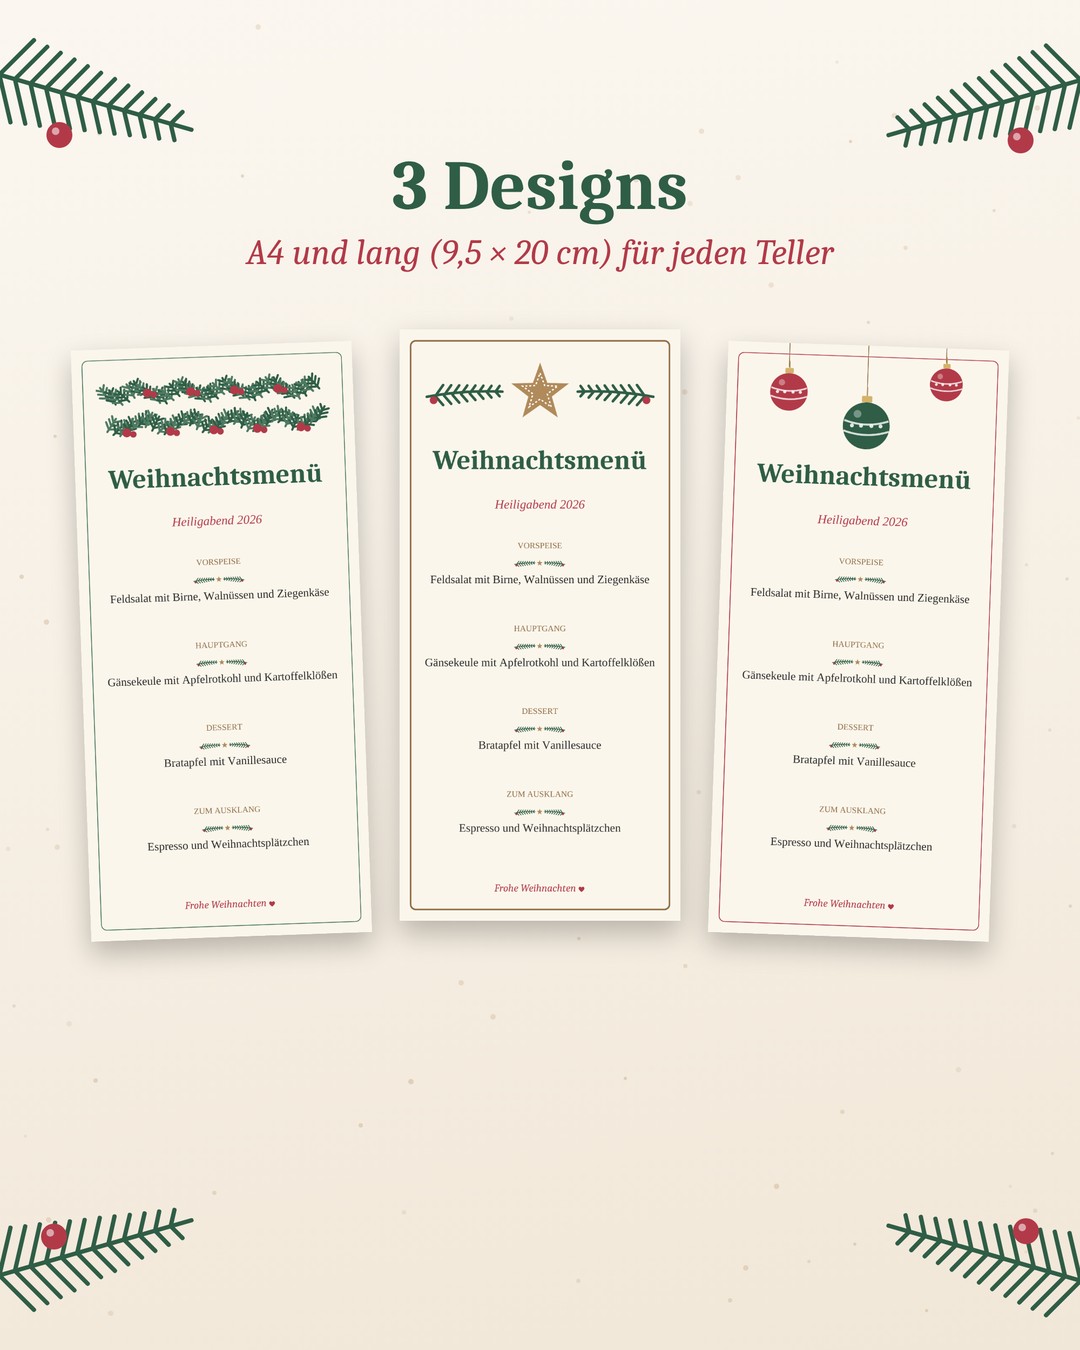 3 Designs
A4 und lang (9,5 × 20 cm) für jeden Teller
Weihnachtsmenü
Heiligabend 2026
VORSPEISE
Feldsalat mit Birne, Walnüssen und Ziegenkäse
HAUPTGANG
Gänsekeule mit Apfelrotkohl und Kartoffelklößen
DESSERT
Bratapfel mit Vanillesauce
ZUM AUSKLANG
Espresso und Weihnachtsplätzchen
Frohe Weihnachten ♥
Weihnachtsmenü
Heiligabend 2026
VORSPEISE
Feldsalat mit Birne, Walnüssen und Ziegenkäse
HAUPTGANG
Gänsekeule mit Apfelrotkohl und Kartoffelklößen
DESSERT
Bratapfel mit Vanillesauce
ZUM AUSKLANG
Espresso und Weihnachtsplätzchen
Frohe Weihnachten ♥
Weihnachtsmenü
Heiligabend 2026
VORSPEISE
Feldsalat mit Birne, Walnüssen und Ziegenkäse
HAUPTGANG
Gänsekeule mit Apfelrotkohl und Kartoffelklößen
DESSERT
Bratapfel mit Vanillesauce
ZUM AUSKLANG
Espresso und Weihnachtsplätzchen
Frohe Weihnachten ♥